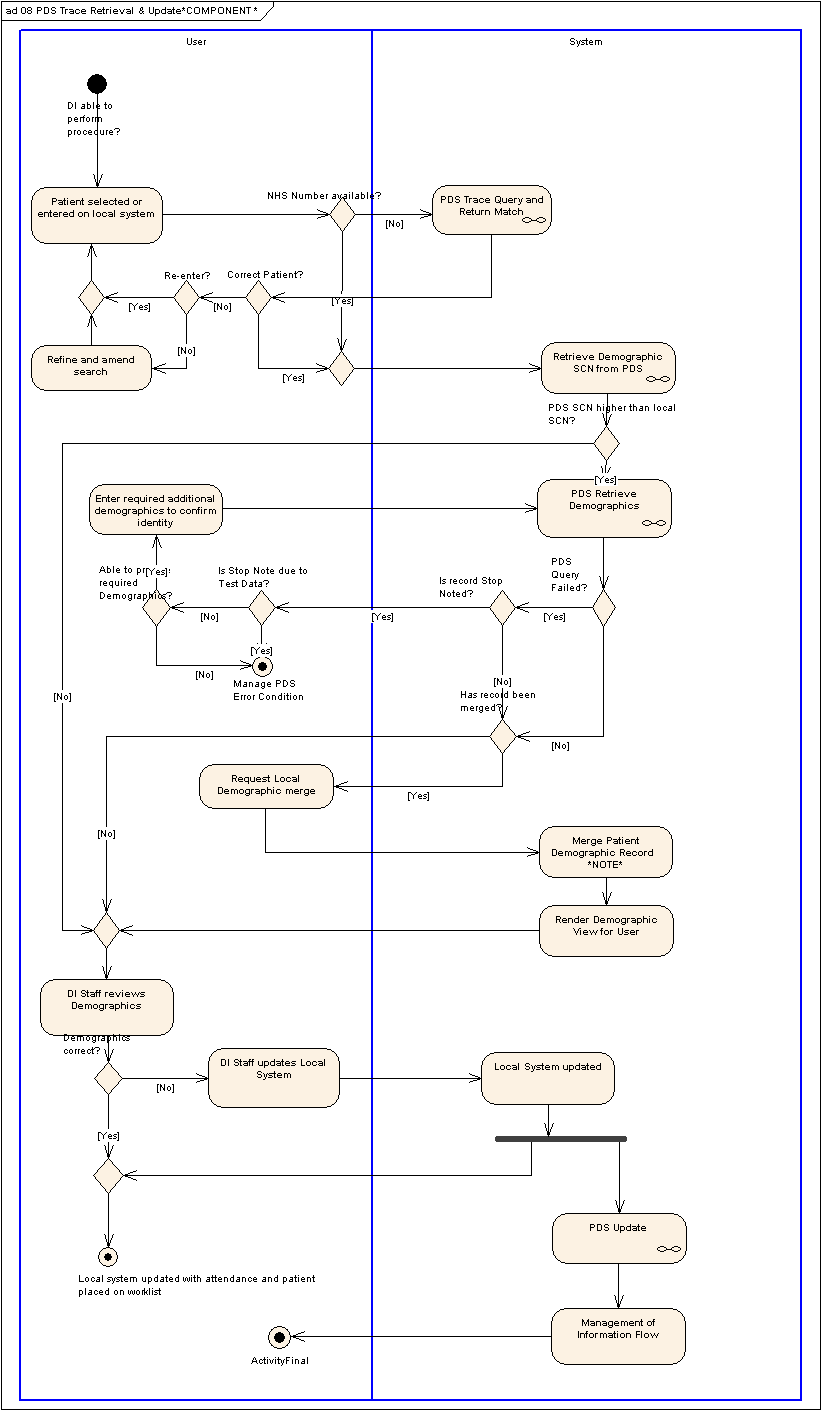 ad 08 PDS Trace Retrieval & Update*COMPONENT*
User
System
DI able to
perform
procedure?
Patient selected or
entered on local system
NHS Number available?
[No]
PDS Trace Query and
Return Match
Re-enter?
Correct Patient?
[Yes]
[No]
[Yes]
[No]
[Yes]
Refine and amend
search
Retrieve Demographic
SCN from PDS
PDS SCN higher than local
SCN?
[Yes]
PDS Retrieve
Demographics
Enter required additional
demographics to confirm
identity
Able to
required
Demographics?
[Yes]
Is Stop Note due to
Test Data?
Is record Stop
Noted?
PDS
Query
Failed?
[No]
[Yes]
[Yes]
[Yes]
[No]
Manage PDS
Error Condition
[No]
[No]
Has record been
merged?
[No]
Request Local
Demographic merge
[Yes]
[No]
Merge Patient
Demographic Record
*NOTE*
Render Demographic
View for User
DI Staff reviews
Demographics
Demographics
correct?
[No]
DI Staff updates Local
System
Local System updated
[Yes]
PDS Update
Local system updated with attendance and patient
placed on worklist
Management of
Information Flow
ActivityFinal